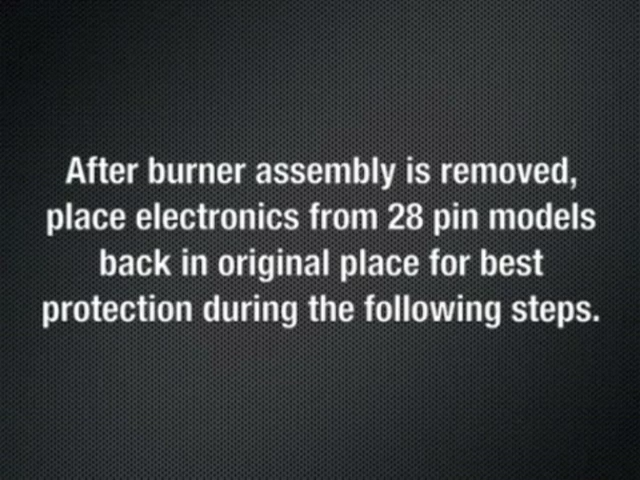 After burner assembly is removed,
place electronics from 28 pin models
back in original place for best
protection during the following steps.